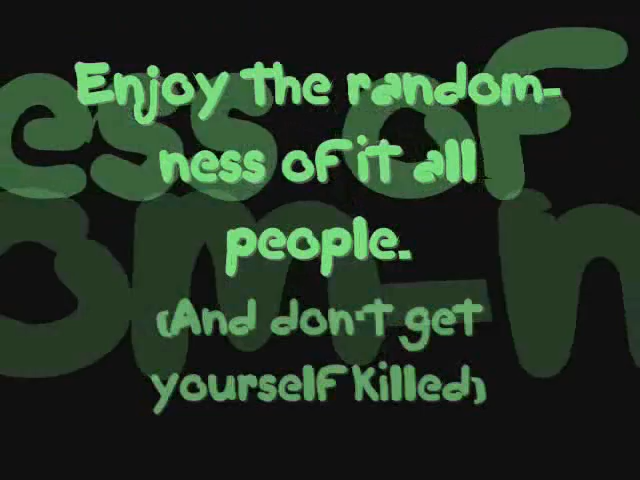 Enjoy the random-
ness of it all
people.
(And don't get
yourself killed)